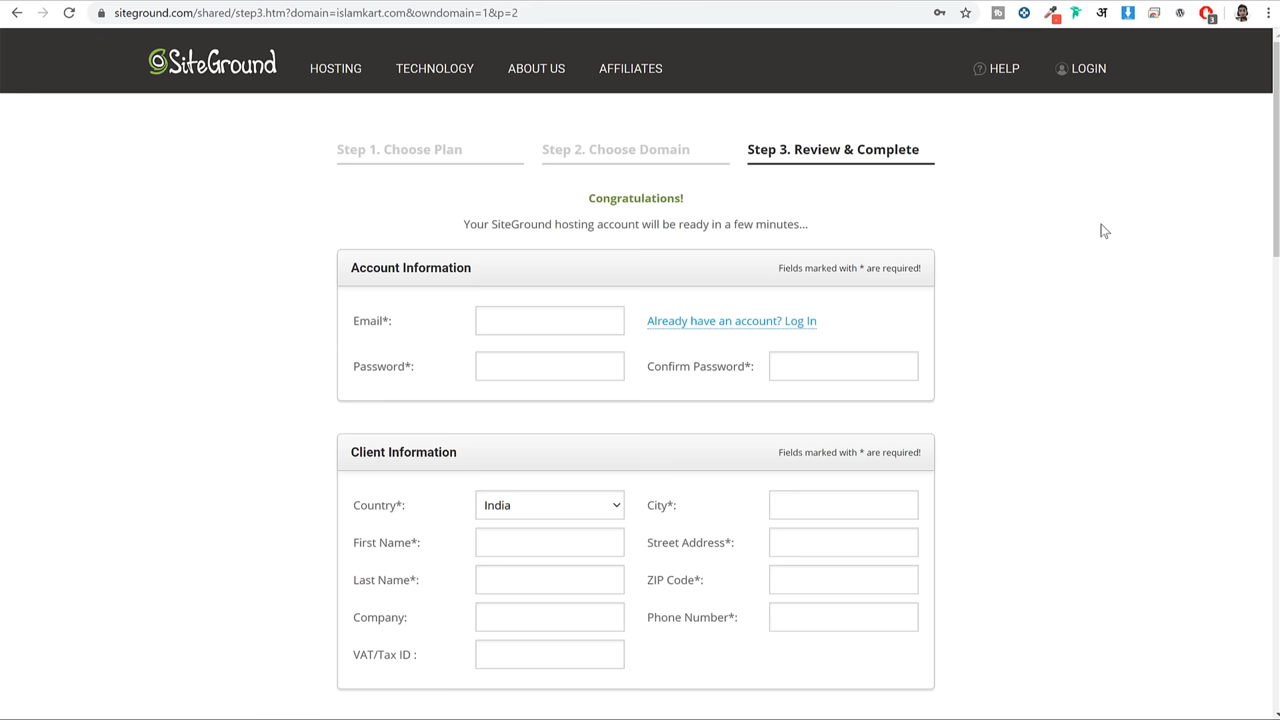 siteground.com/shared/step3.htm?domain=islamkart.com&owndomain=1&p=2
3
SiteGround HOSTING TECHNOLOGY ABOUT US AFFILIATES HELP LOGIN
Step 1. Choose Plan Step 2. Choose Domain Step 3. Review & Complete
Congratulations!
Your SiteGround hosting account will be ready in a few minutes...
Account Information Fields marked with * are required!
Email*: Already have an account? Log In
Password*: Confirm Password*:
Client Information Fields marked with * are required!
Country*: India City*:
First Name*: Street Address*:
Last Name*: ZIP Code*:
Company: Phone Number*:
VAT/Tax ID :